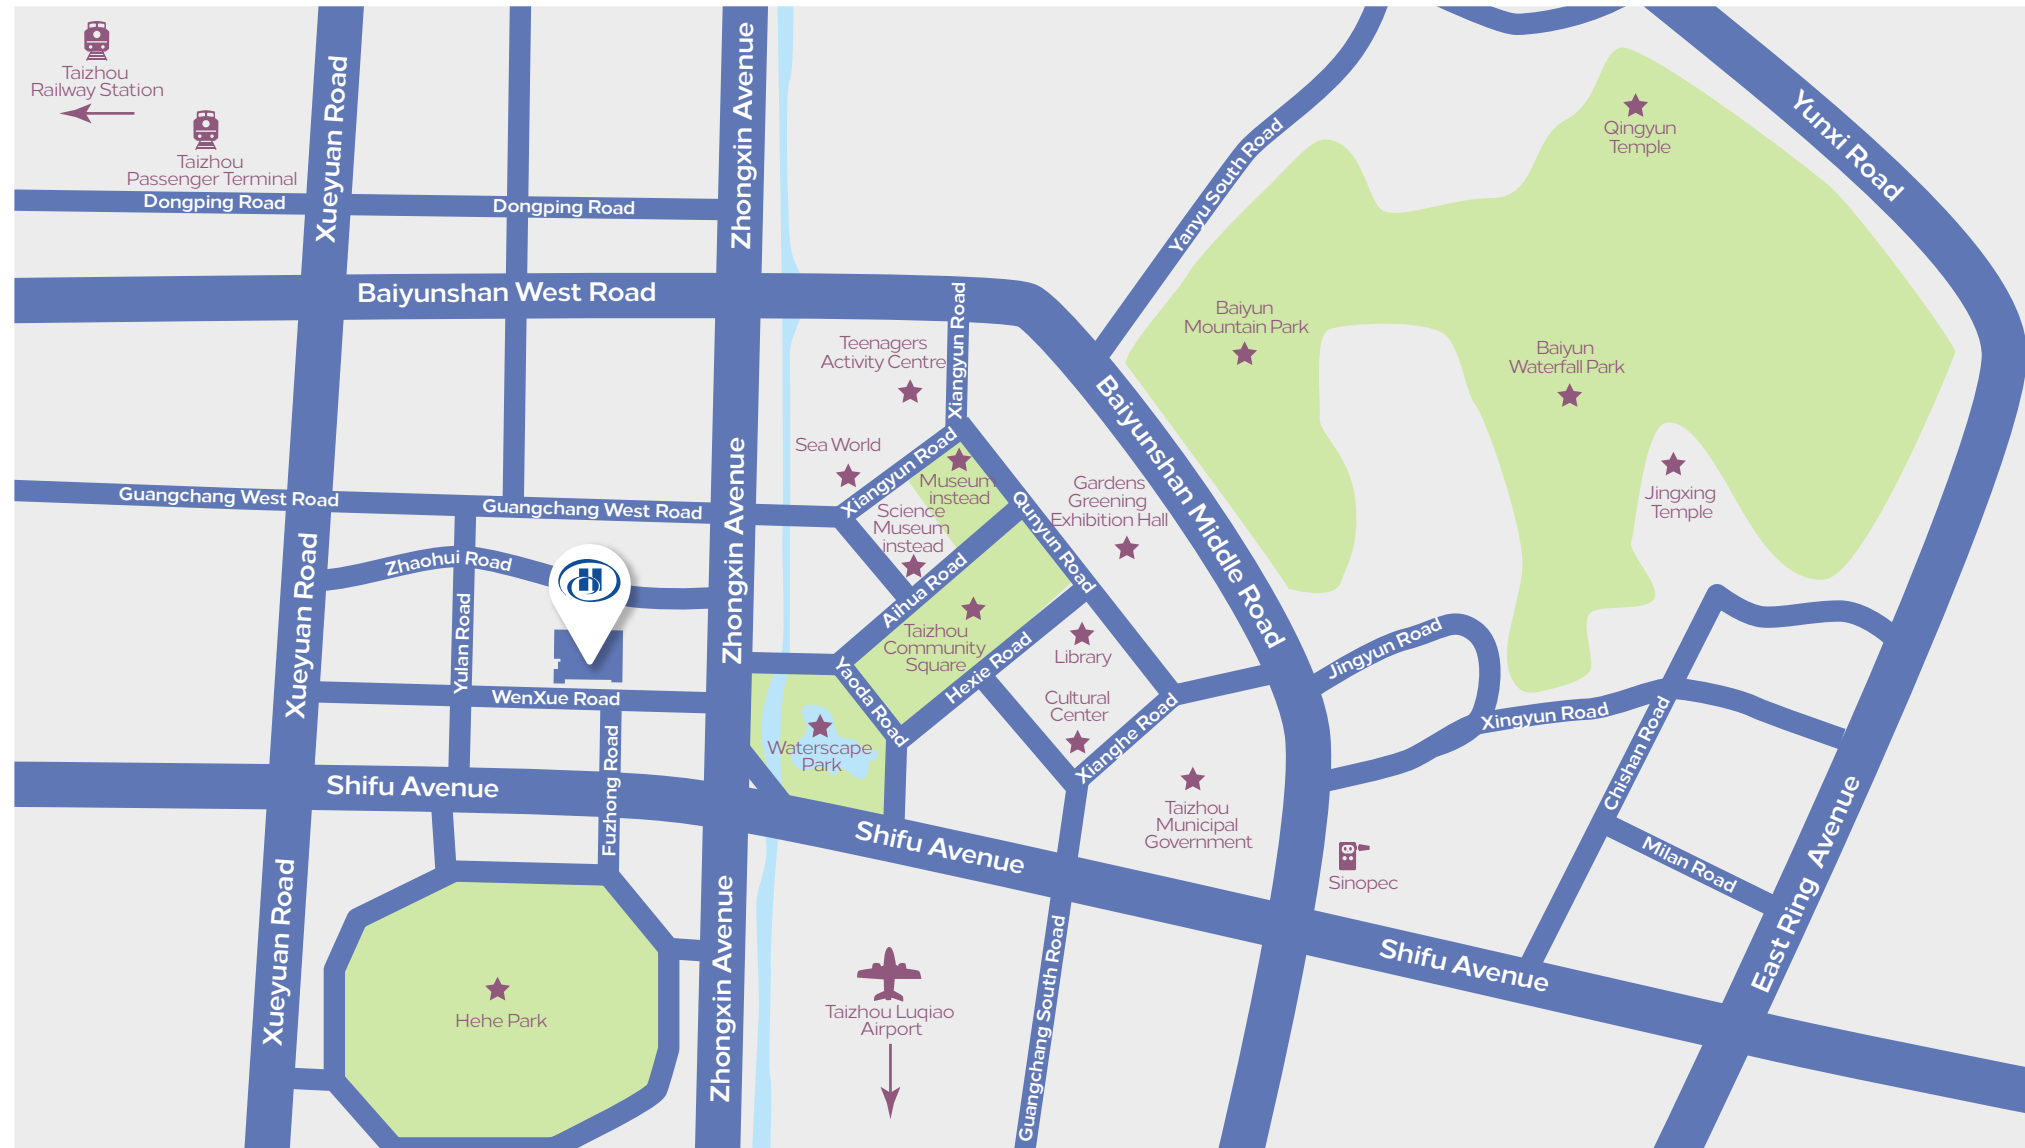 Taizhou
Railway Station
Taizhou
Passenger Terminal
Dongping Road
Dongping Road
Xueyuan Road
Zhongxin Avenue
Yanyu South Road
Qingyun
Temple
Yunxi Road
Baiyunshan West Road
Xiangyun Road
Teenagers
Activity Centre
Baiyun
Mountain Park
Baiyun
Waterfall Park
Baiyunshan Middle Road
Sea World
Xiangyun Road
Museum
instead
Science
Museum
instead
Qunyun Road
Gardens
Greening
Exhibition Hall
Jingxing
Temple
Guangchang West Road
Guangchang West Road
Zhongxin Avenue
Xueyuan Road
Zhaohui Road
Yulan Road
Aihua Road
Taizhou
Community
Square
Hexie Road
Library
Jingyun Road
WenXue Road
Yaoda Road
Cultural
Center
Xianghe Road
Xingyun Road
Chishan Road
Waterscape
Park
Fuzhong Road
Shifu Avenue
Shifu Avenue
Taizhou
Municipal
Government
Sinopec
Milan Road
East Ring Avenue
Xueyuan Road
Zhongxin Avenue
Shifu Avenue
Guangchang South Road
Hehe Park
Taizhou Luqiao
Airport